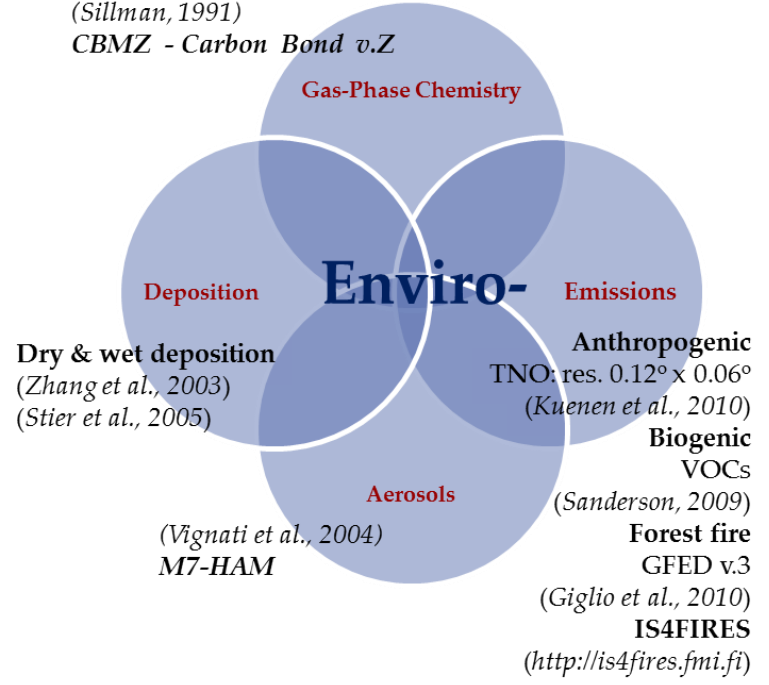 (Sillman, 1991)
CBMZ - Carbon Bond v.Z
Gas-Phase Chemistry
Deposition
Enviro-
Emissions
Dry & wet deposition
(Zhang et al., 2003)
(Stier et al., 2005)
Anthropogenic
TNO: res. 0.12º x 0.06º
(Kuenen et al., 2010)
Biogenic
VOCs
(Sanderson, 2009)
Forest fire
GFED v.3
(Giglio et al., 2010)
IS4FIRES
(http://is4fires.fmi.fi)
Aerosols
(Vignati et al., 2004)
M7-HAM